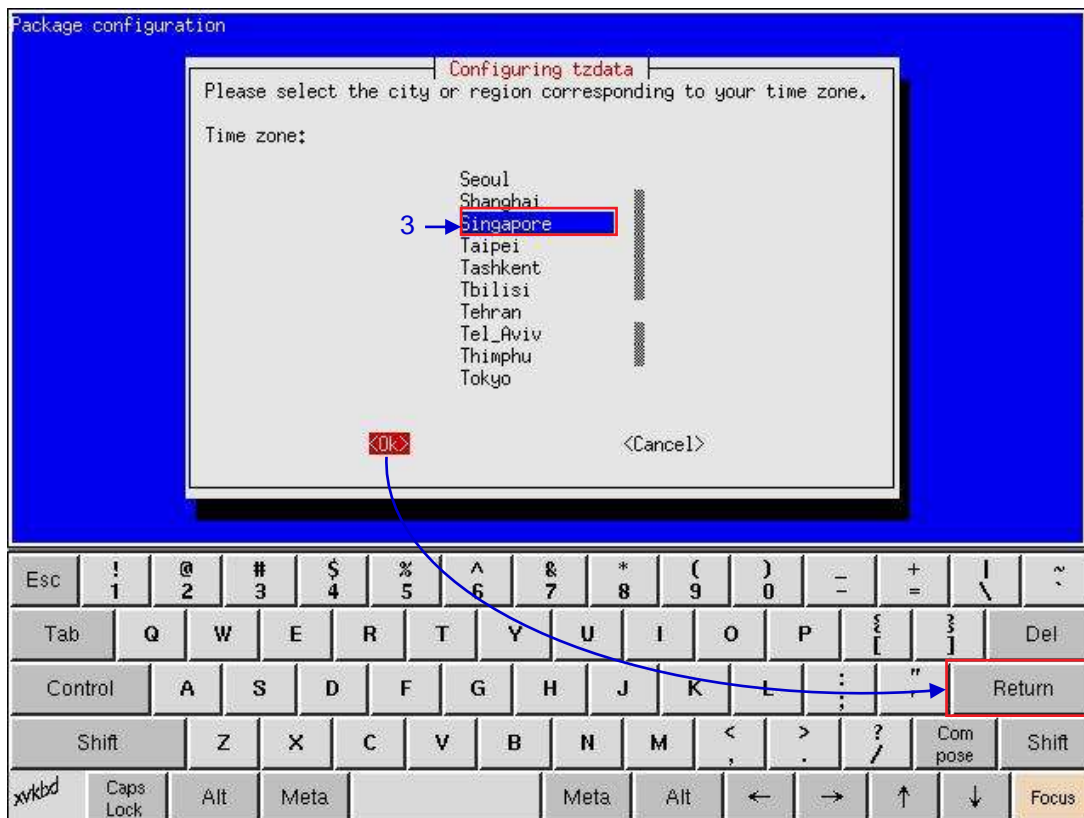 Package configuration
Configuring tzdata
Please select the city or region corresponding to your time zone.
Time zone:
Seoul
Shanghai
3 Singapore
Taipei
Tashkent
Tbilisi
Tehran
Tel_Aviv
Thimphu
Tokyo
<Ok> <Cancel>
Esc ! 1 @ 2 # 3 $ 4 % 5 ^ 6 & 7 * 8 ( 9 ) 0 _ - + = | \ ~ `
Tab Q W E R T Y U I O P { [ } ] Del
Control A S D F G H J K L : ; " ' Return
Shift Z X C V B N M < , > . ? / Com pose Shift
xvkbd Caps Lock Alt Meta Meta Alt ← → ↑ ↓ Focus